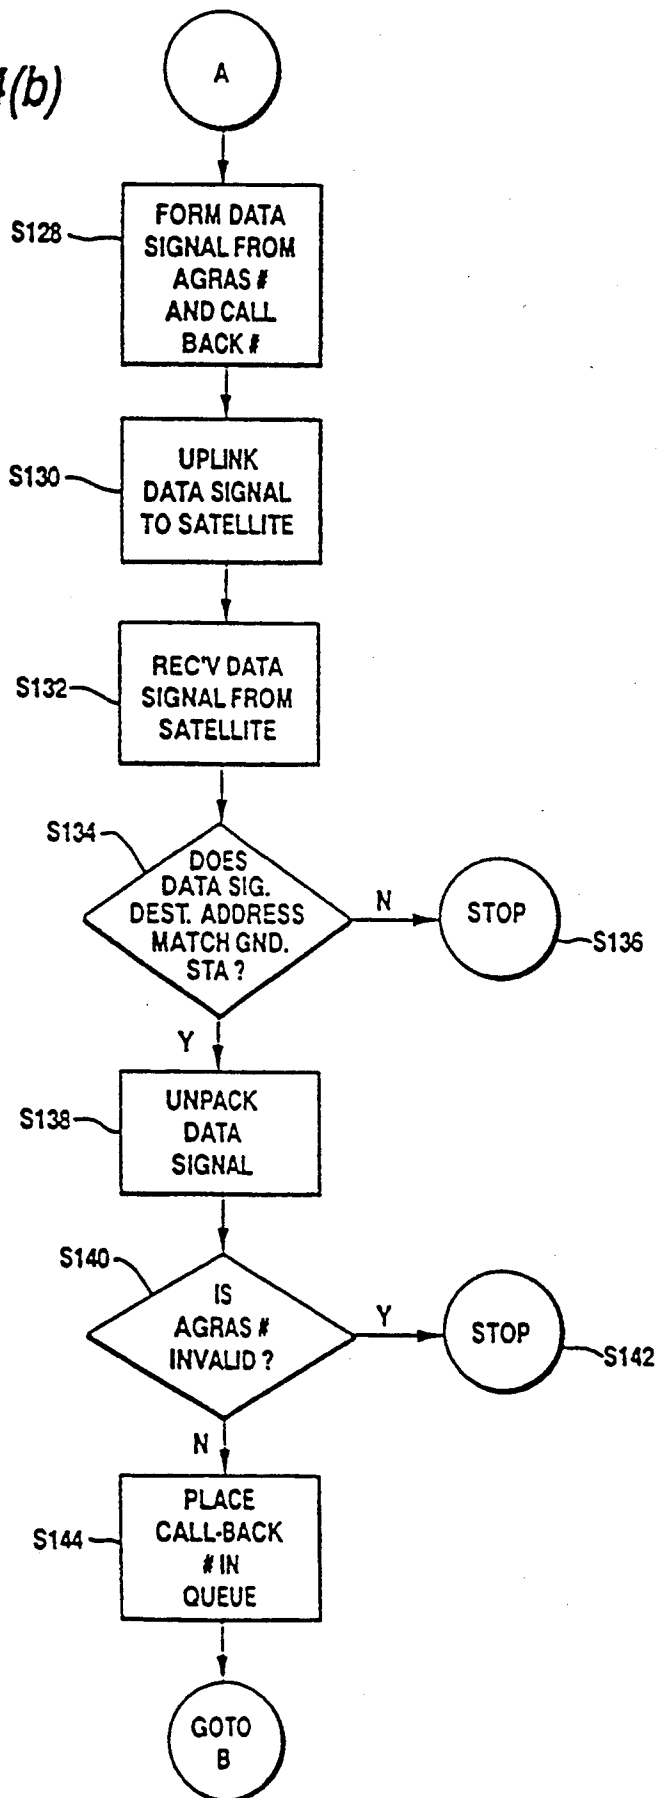 4(b)
A
S128
FORM DATA
SIGNAL FROM
AGRAS #
AND CALL
BACK #
S130
UPLINK
DATA SIGNAL
TO SATELLITE
S132
REC'V DATA
SIGNAL FROM
SATELLITE
S134
DOES
DATA SIG.
DEST. ADDRESS
MATCH GND.
STA ?
N
STOP
S136
Y
S138
UNPACK
DATA
SIGNAL
S140
IS
AGRAS #
INVALID ?
Y
STOP
S142
N
S144
PLACE
CALL-BACK
# IN
QUEUE
GOTO
B